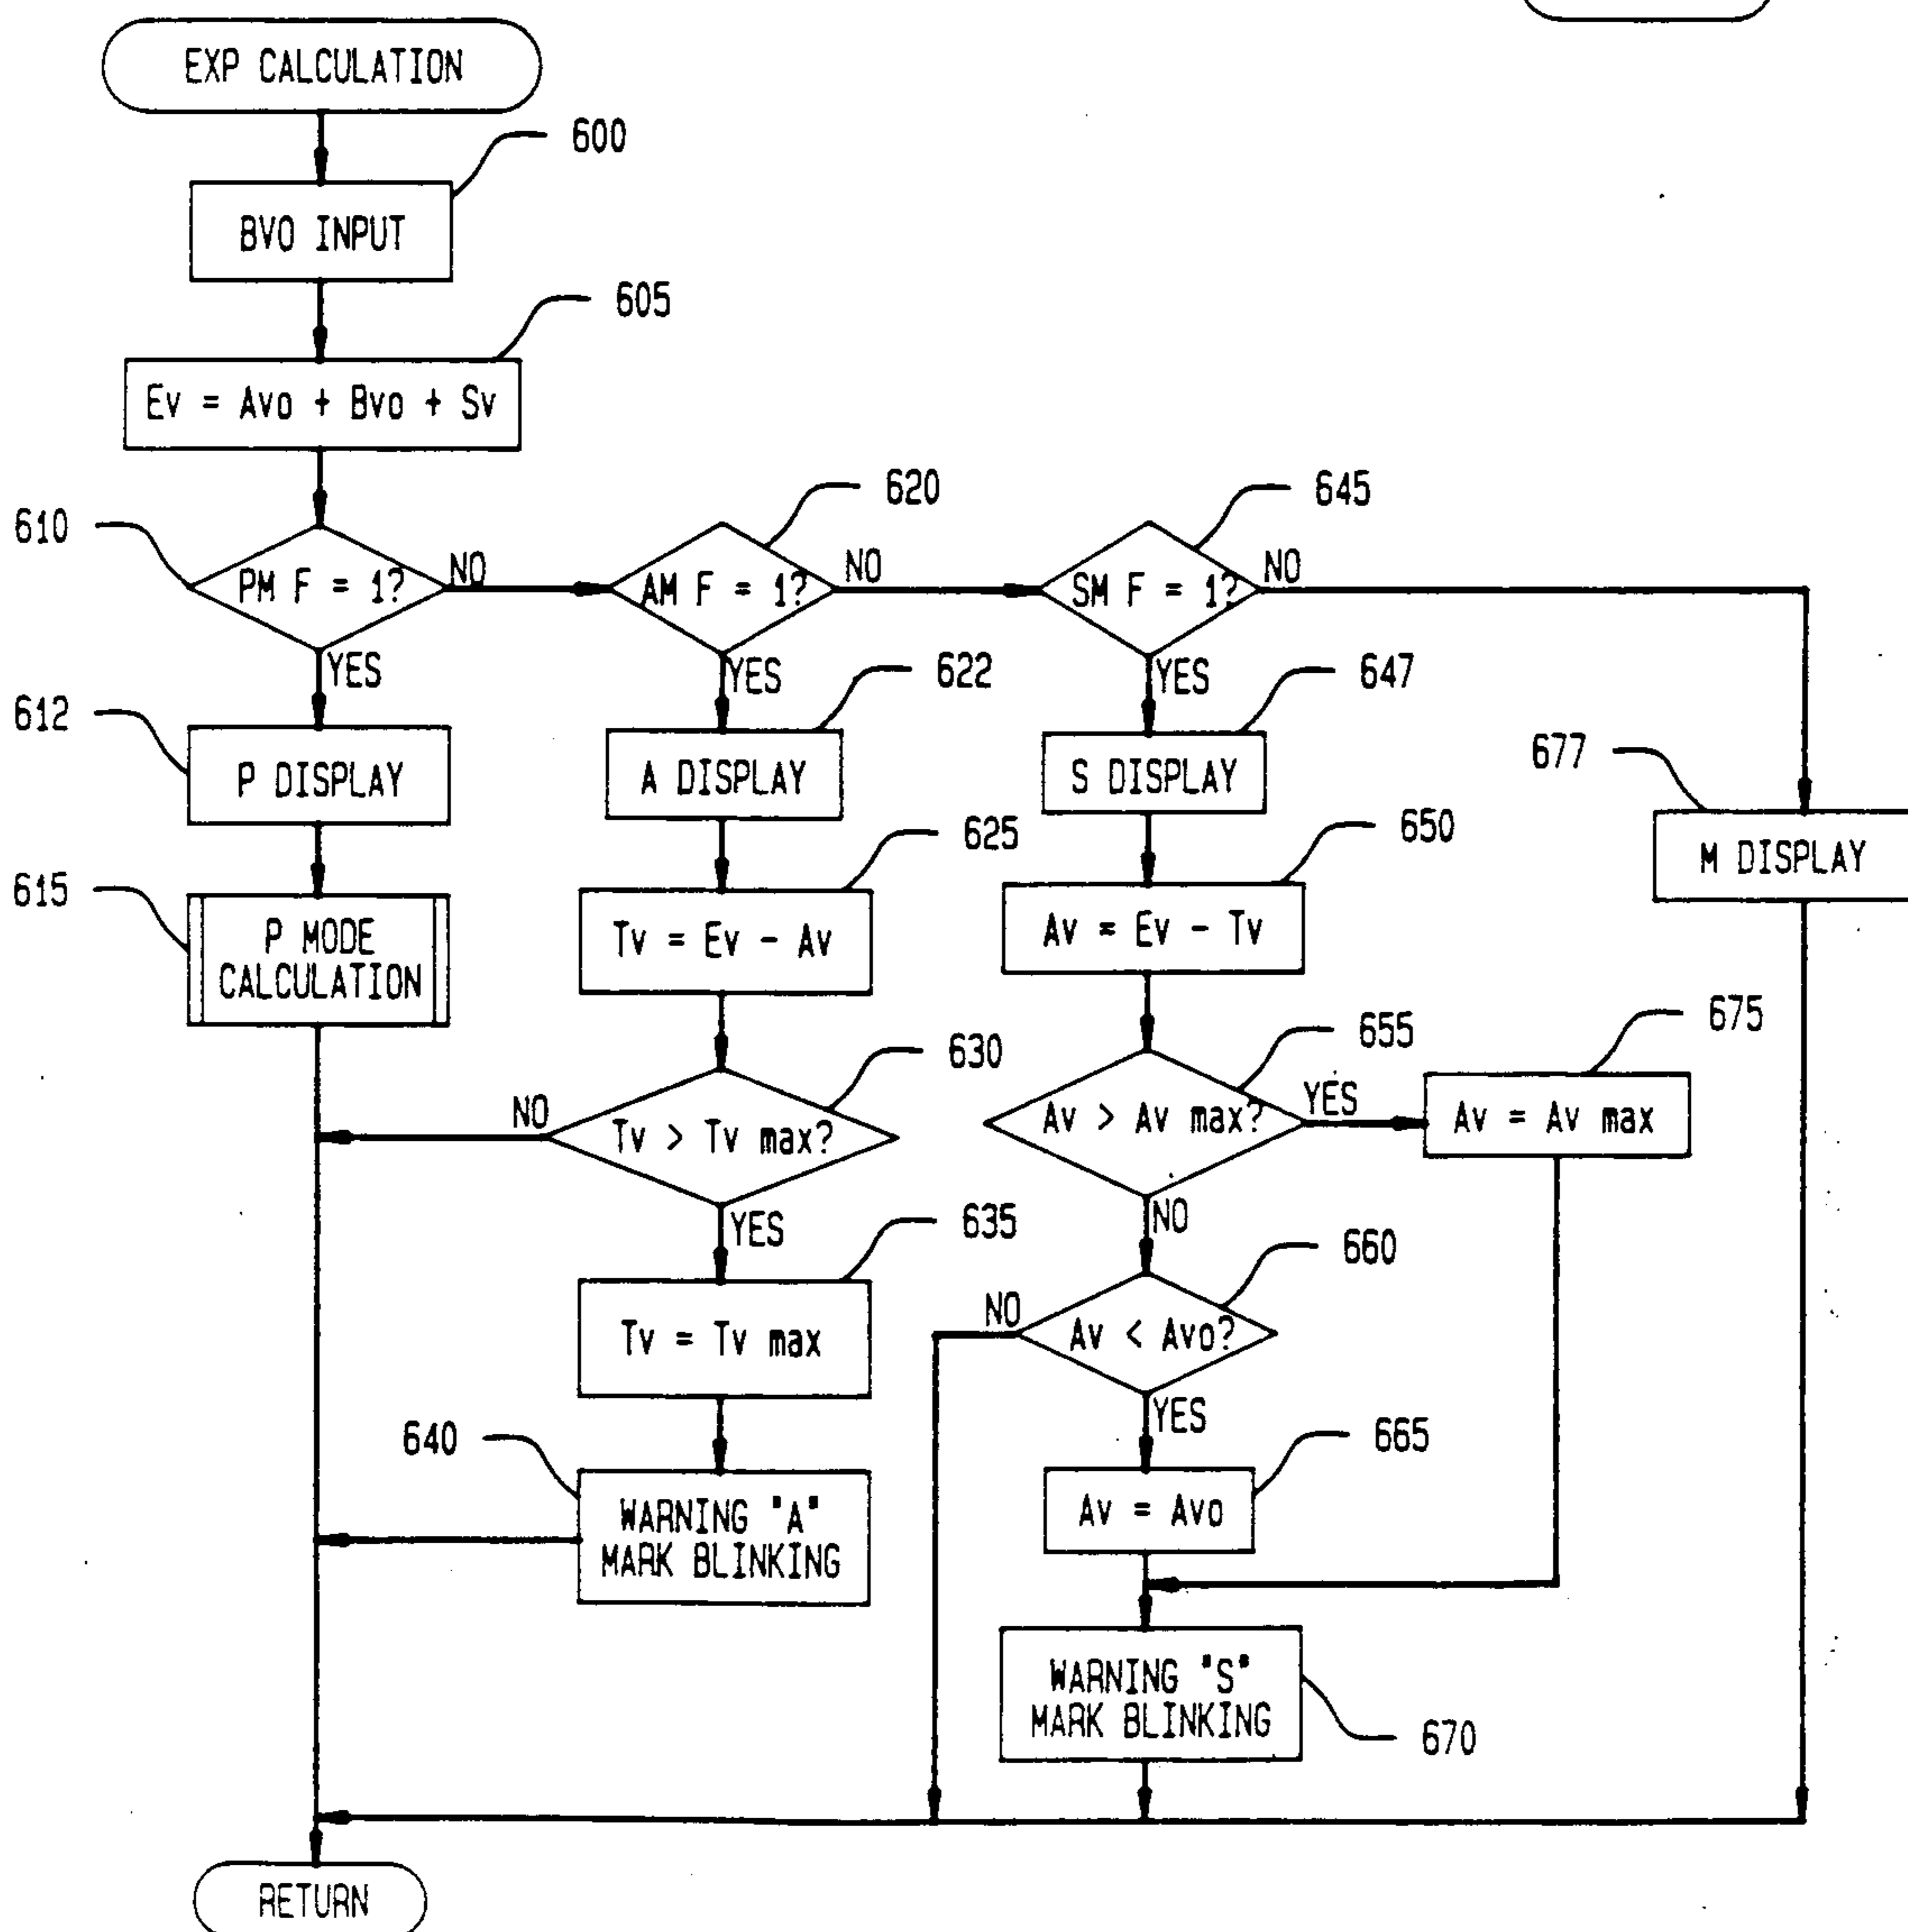 EXP CALCULATION
600
BVO INPUT
605
Ev = Avo + Bvo + Sv
610
PM F = 1?
NO
620
AM F = 1?
NO
645
SM F = 1?
NO
YES
YES
YES
612
P DISPLAY
622
A DISPLAY
647
S DISPLAY
677
M DISPLAY
615
P MODE
CALCULATION
625
Tv = Ev - Av
650
Av = Ev - Tv
630
Tv > Tv max?
NO
YES
655
Av > Av max?
YES
NO
675
Av = Av max
635
Tv = Tv max
660
Av < Avo?
NO
YES
640
WARNING "A"
MARK BLINKING
665
Av = Avo
WARNING "S"
MARK BLINKING
670
RETURN